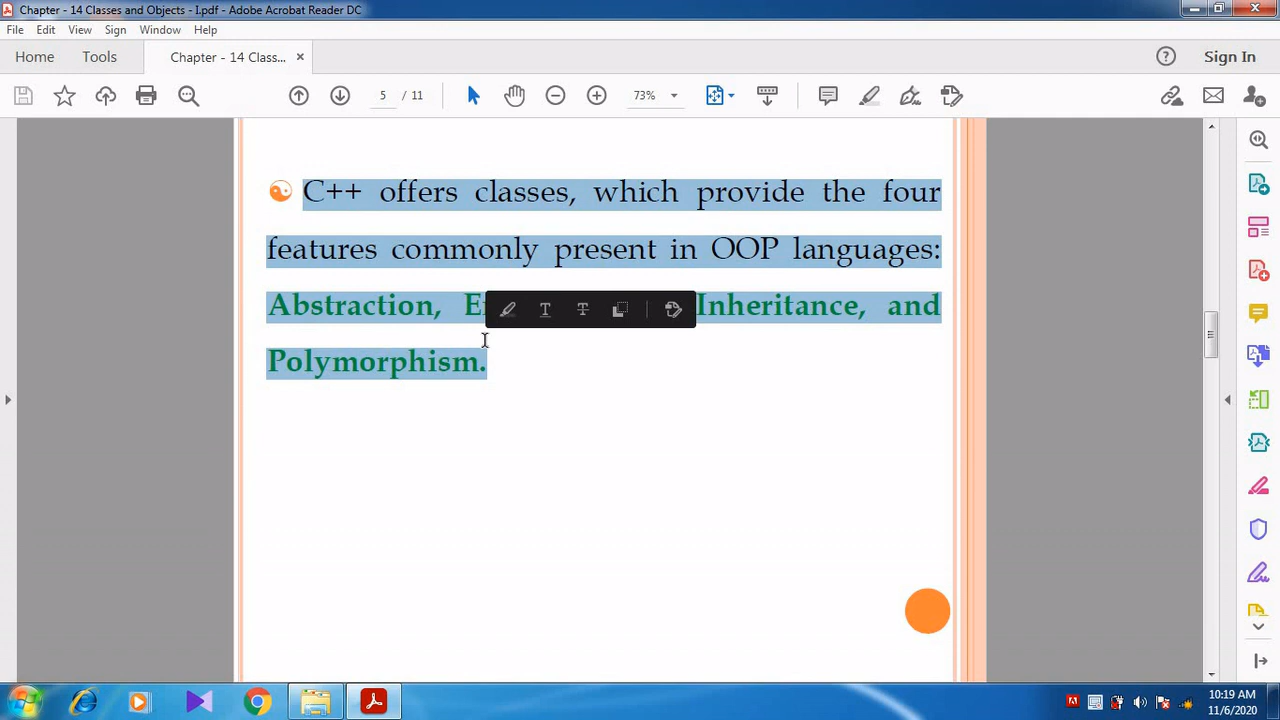 Chapter - 14 Classes and Objects - I.pdf - Adobe Acrobat Reader DC
File Edit View Sign Window Help
Home Tools Chapter - 14 Class... Sign In
5 / 11 73%
C++ offers classes, which provide the four
features commonly present in OOP languages:
Abstraction, Inheritance, and
Polymorphism.
10:19 AM
11/6/2020